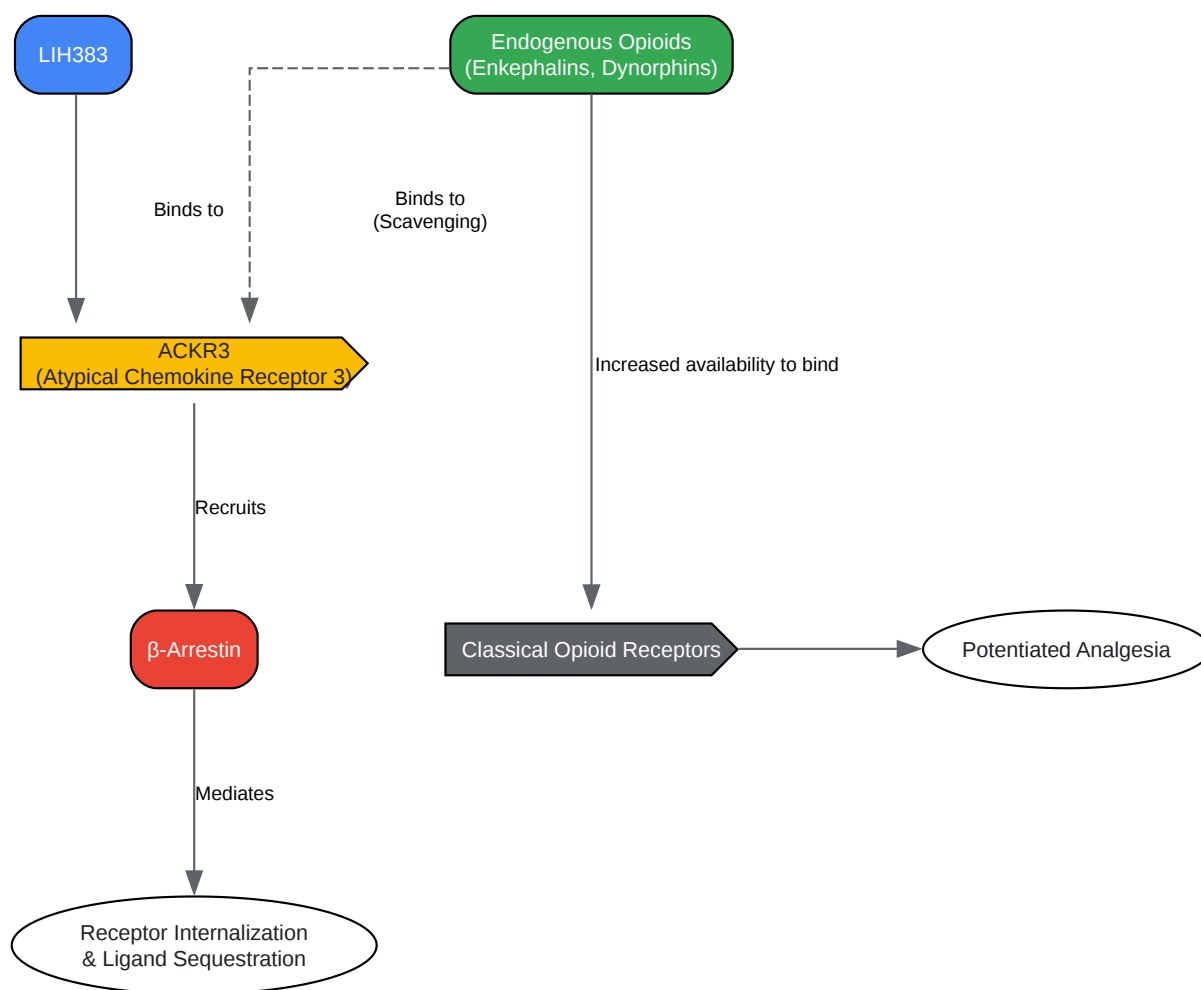 LIH383
Endogenous Opioids
(Enkephalins, Dynorphins)
Binds to
Binds to
(Scavenging)
ACKR3
(Atypical Chemokine Receptor 3)
Increased availability to bind
Recruits
β-Arrestin
Classical Opioid Receptors
Potentiated Analgesia
Mediates
Receptor Internalization
& Ligand Sequestration